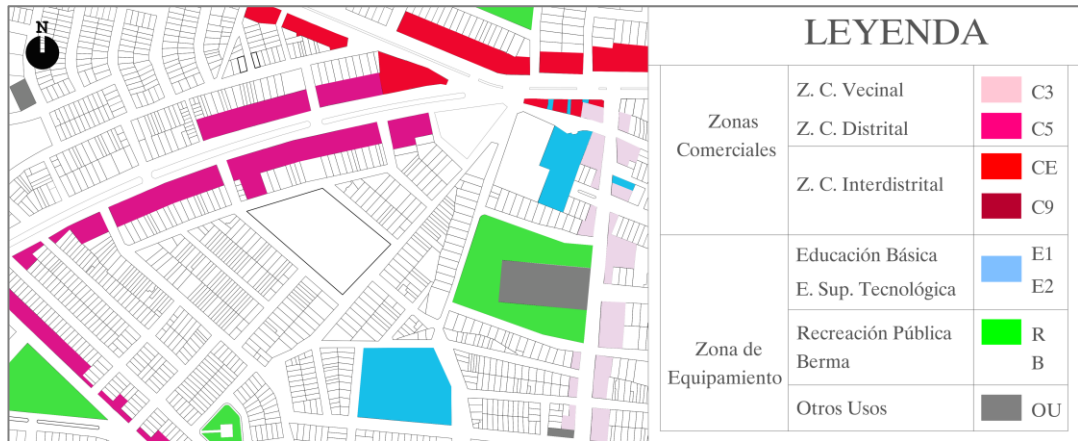 N
LEYENDA
Zonas
Comerciales
Z. C. Vecinal
C3
Z. C. Distrital
C5
Z. C. Interdistrital
CE
C9
Zona de
Equipamiento
Educación Básica
E1
E. Sup. Tecnológica
E2
Recreación Pública
R
Berma
B
Otros Usos
OU